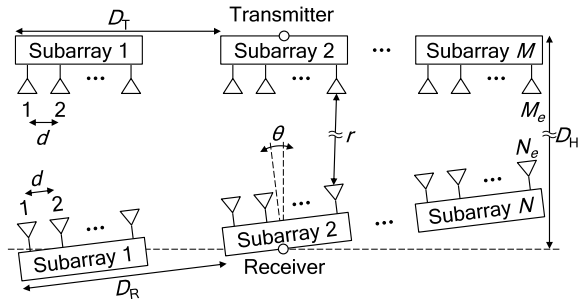 Transmitter
D_T
Subarray 1
Subarray 2
...
Subarray M
...
...
...
1 2
d
M_e
θ
r
D_H
N_e
d
1 2
...
...
...
Subarray N
...
Subarray 2
Subarray 1
Receiver
D_R